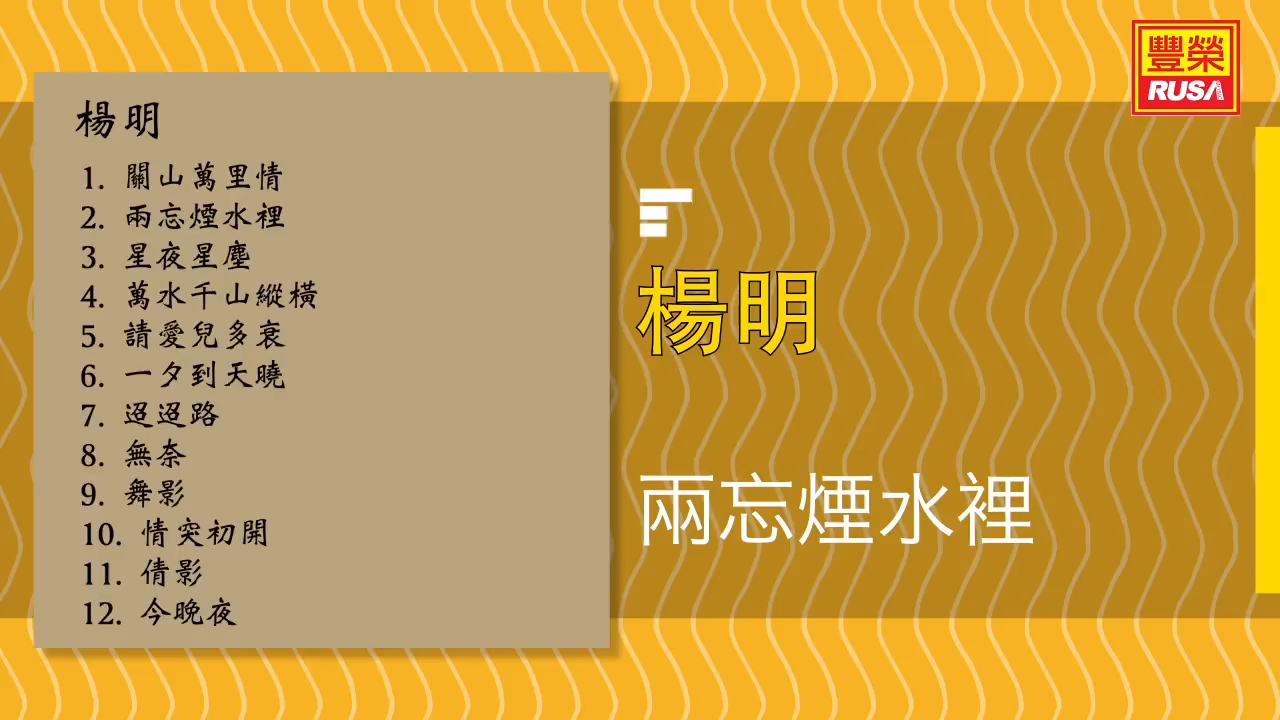 楊明
1. 關山萬里情
2. 兩忘煙水裡
3. 星夜星塵
4. 萬水千山縱橫
5. 請愛兒多衰
6. 一夕到天曉
7. 迢迢路
8. 無奈
9. 舞影
10. 情突初開
11. 倩影
12. 今晚夜
豐榮
RUSA
楊明
兩忘煙水裡